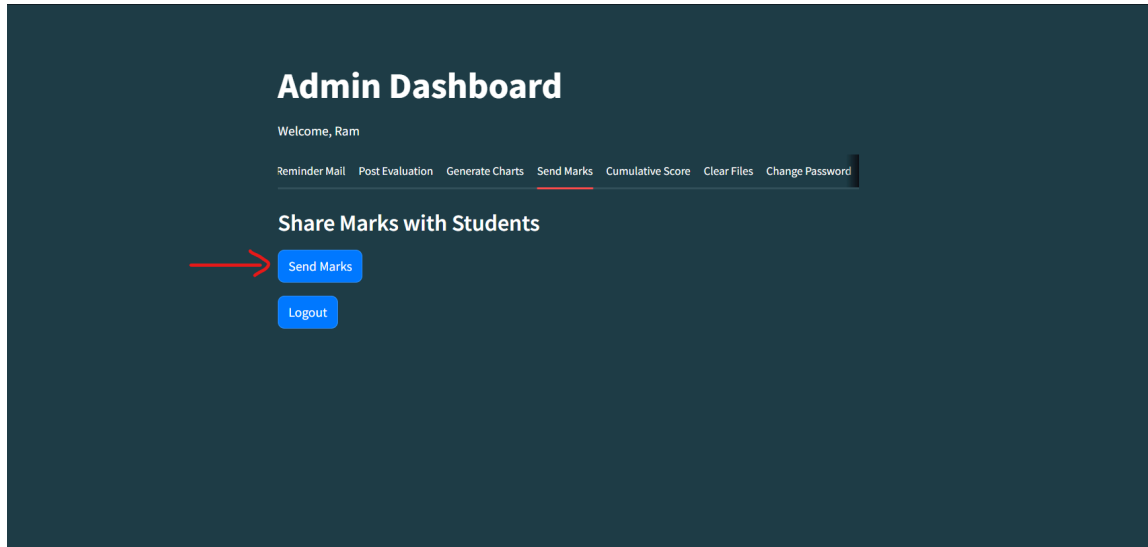 Admin Dashboard
Welcome, Ram
Reminder Mail Post Evaluation Generate Charts Send Marks Cumulative Score Clear Files Change Password
Share Marks with Students
Send Marks
Logout